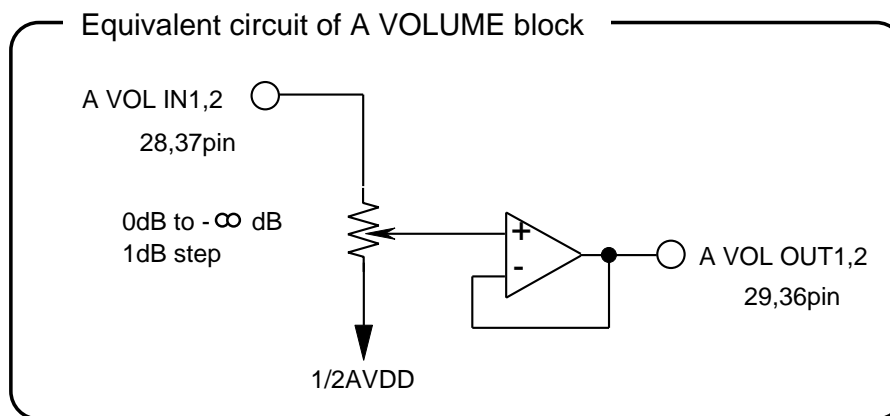 Equivalent circuit of A VOLUME block
A VOL IN1,2
28,37pin
0dB to -∞ dB
1dB step
+
-
A VOL OUT1,2
29,36pin
1/2AVDD